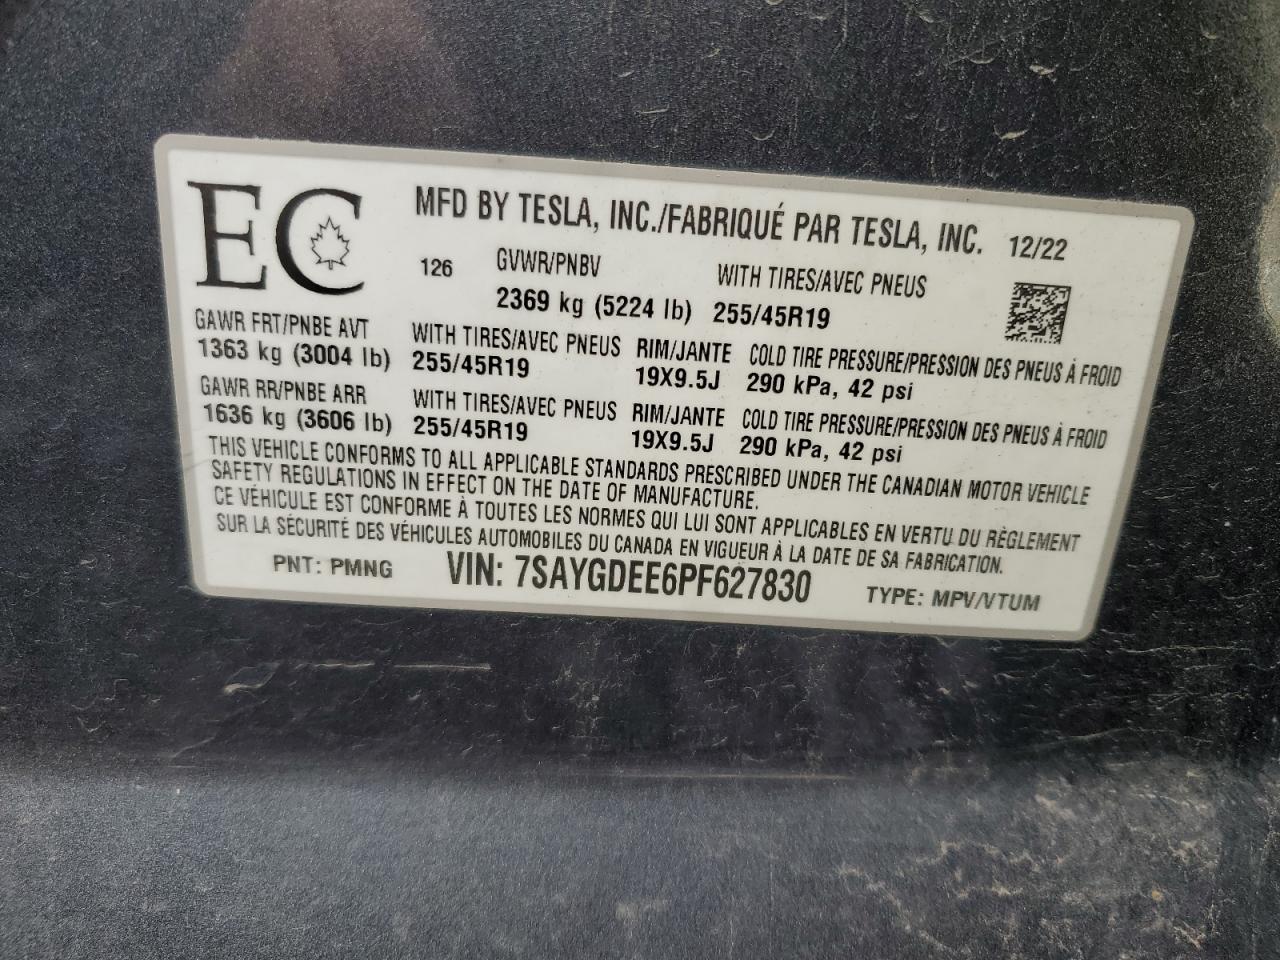 EC
MFD BY TESLA, INC./FABRIQUÉ PAR TESLA, INC. 12/22
126 GVWR/PNBV WITH TIRES/AVEC PNEUS
2369 kg (5224 lb) 255/45R19
GAWR FRT/PNBE AVT WITH TIRES/AVEC PNEUS RIM/JANTE COLD TIRE PRESSURE/PRESSION DES PNEUS À FROID
1363 kg (3004 lb) 255/45R19 19X9.5J 290 kPa, 42 psi
GAWR RR/PNBE ARR WITH TIRES/AVEC PNEUS RIM/JANTE COLD TIRE PRESSURE/PRESSION DES PNEUS À FROID
1636 kg (3606 lb) 255/45R19 19X9.5J 290 kPa, 42 psi
THIS VEHICLE CONFORMS TO ALL APPLICABLE STANDARDS PRESCRIBED UNDER THE CANADIAN MOTOR VEHICLE
SAFETY REGULATIONS IN EFFECT ON THE DATE OF MANUFACTURE.
CE VÉHICULE EST CONFORME À TOUTES LES NORMES QUI LUI SONT APPLICABLES EN VERTU DU RÈGLEMENT
SUR LA SÉCURITÉ DES VÉHICULES AUTOMOBILES DU CANADA EN VIGUEUR À LA DATE DE SA FABRICATION.
PNT: PMNG VIN: 7SAYGDEE6PF627830 TYPE: MPV/VTUM